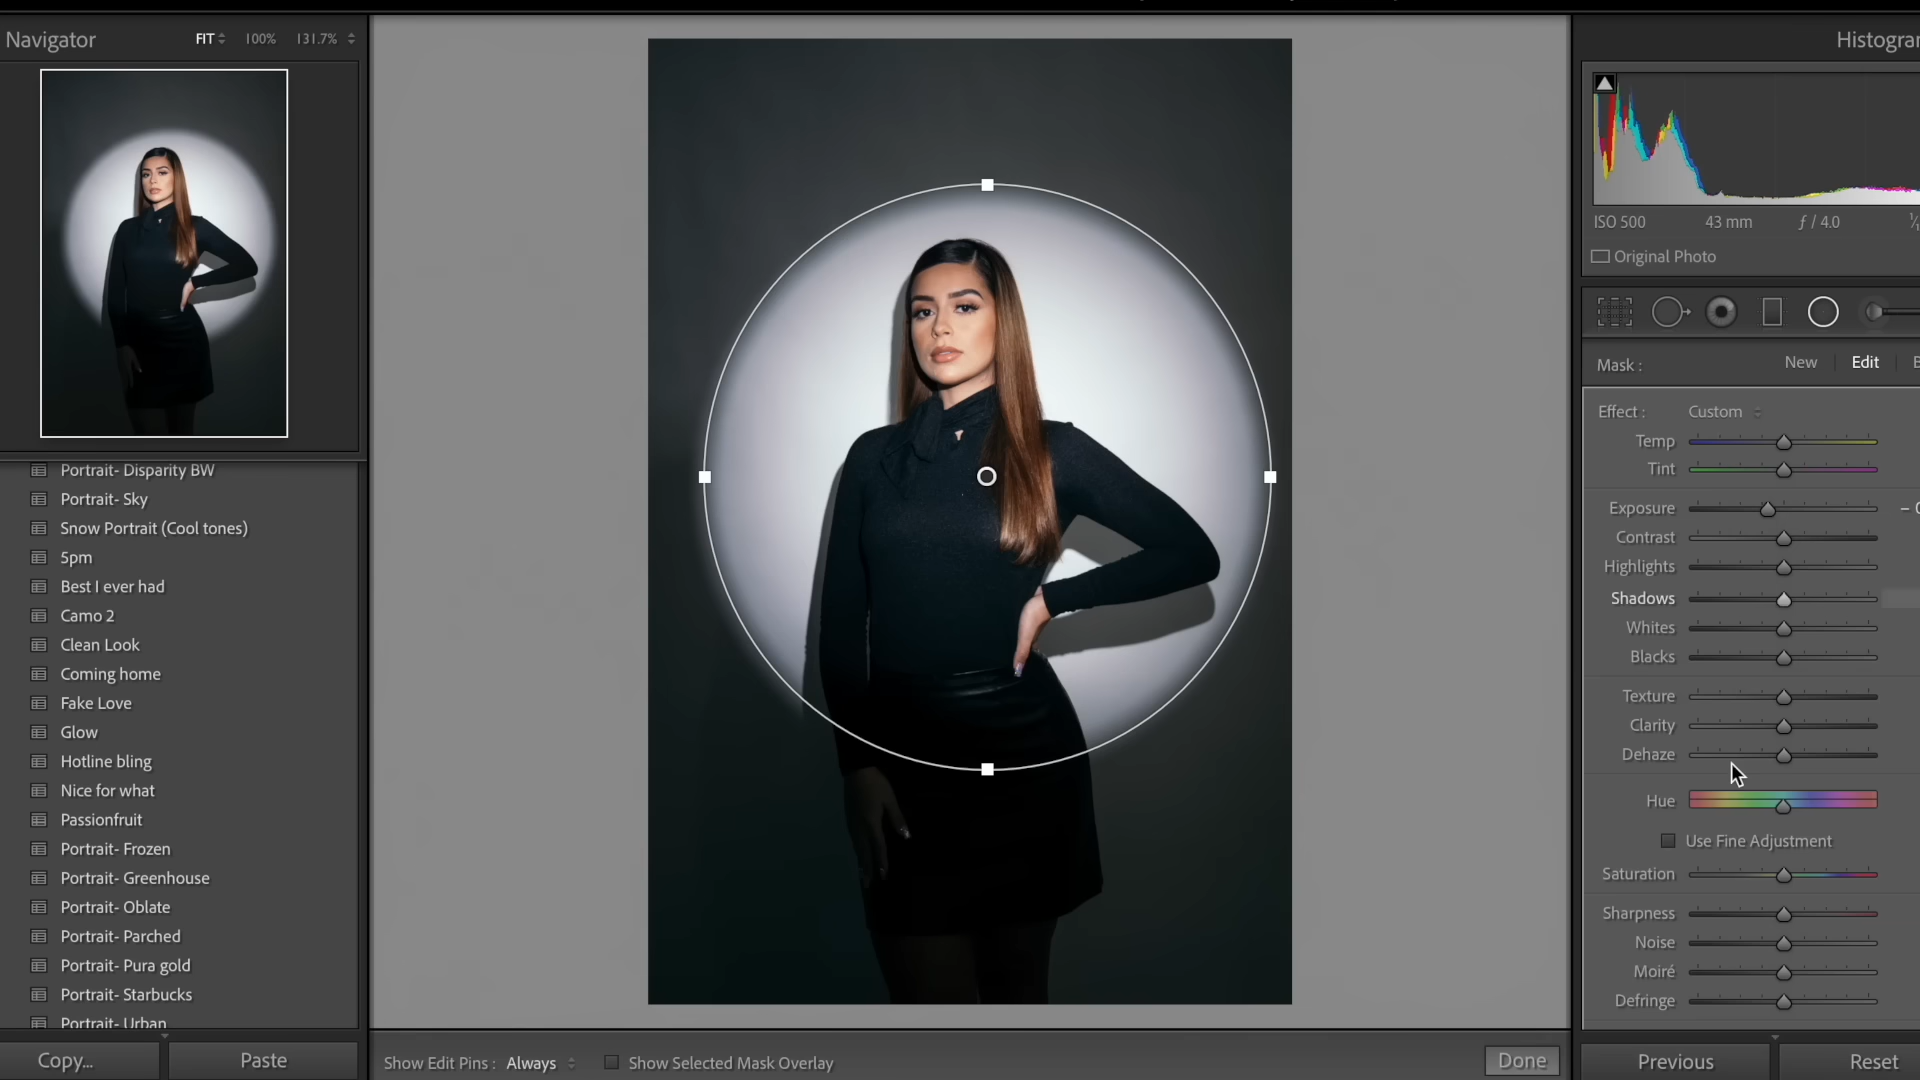 Navigator
FIT
100%
131.7%
Portrait- Disparity BW
Portrait- Sky
Snow Portrait (Cool tones)
5pm
Best I ever had
Camo 2
Clean Look
Coming home
Fake Love
Glow
Hotline bling
Nice for what
Passionfruit
Portrait- Frozen
Portrait- Greenhouse
Portrait- Oblate
Portrait- Parched
Portrait- Pura gold
Portrait- Starbucks
Portrait- Urban
Copy...
Paste
Show Edit Pins : Always
Show Selected Mask Overlay
Done
Histogra
ISO 500
43 mm
ƒ / 4.0
Original Photo
Mask :
New
Edit
Effect :
Custom
Temp
Tint
Exposure
Contrast
Highlights
Shadows
Whites
Blacks
Texture
Clarity
Dehaze
Hue
Use Fine Adjustment
Saturation
Sharpness
Noise
Moiré
Defringe
Previous
Reset